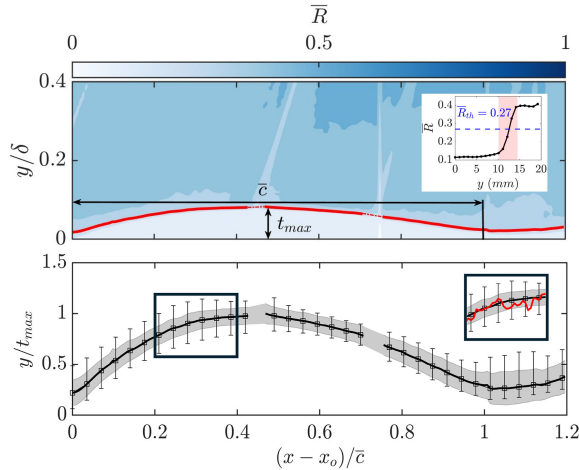 R̅
0 0.5 1
0.4
0.2
0
y/δ
c̅
t_max
R̅
0.4
0.3
0.2
0.1
R̅_th = 0.27
0 5 10 15 20
y (mm)
1.5
1
0.5
0
y/t_max
0 0.2 0.4 0.6 0.8 1 1.2
(x − x_o)/c̅